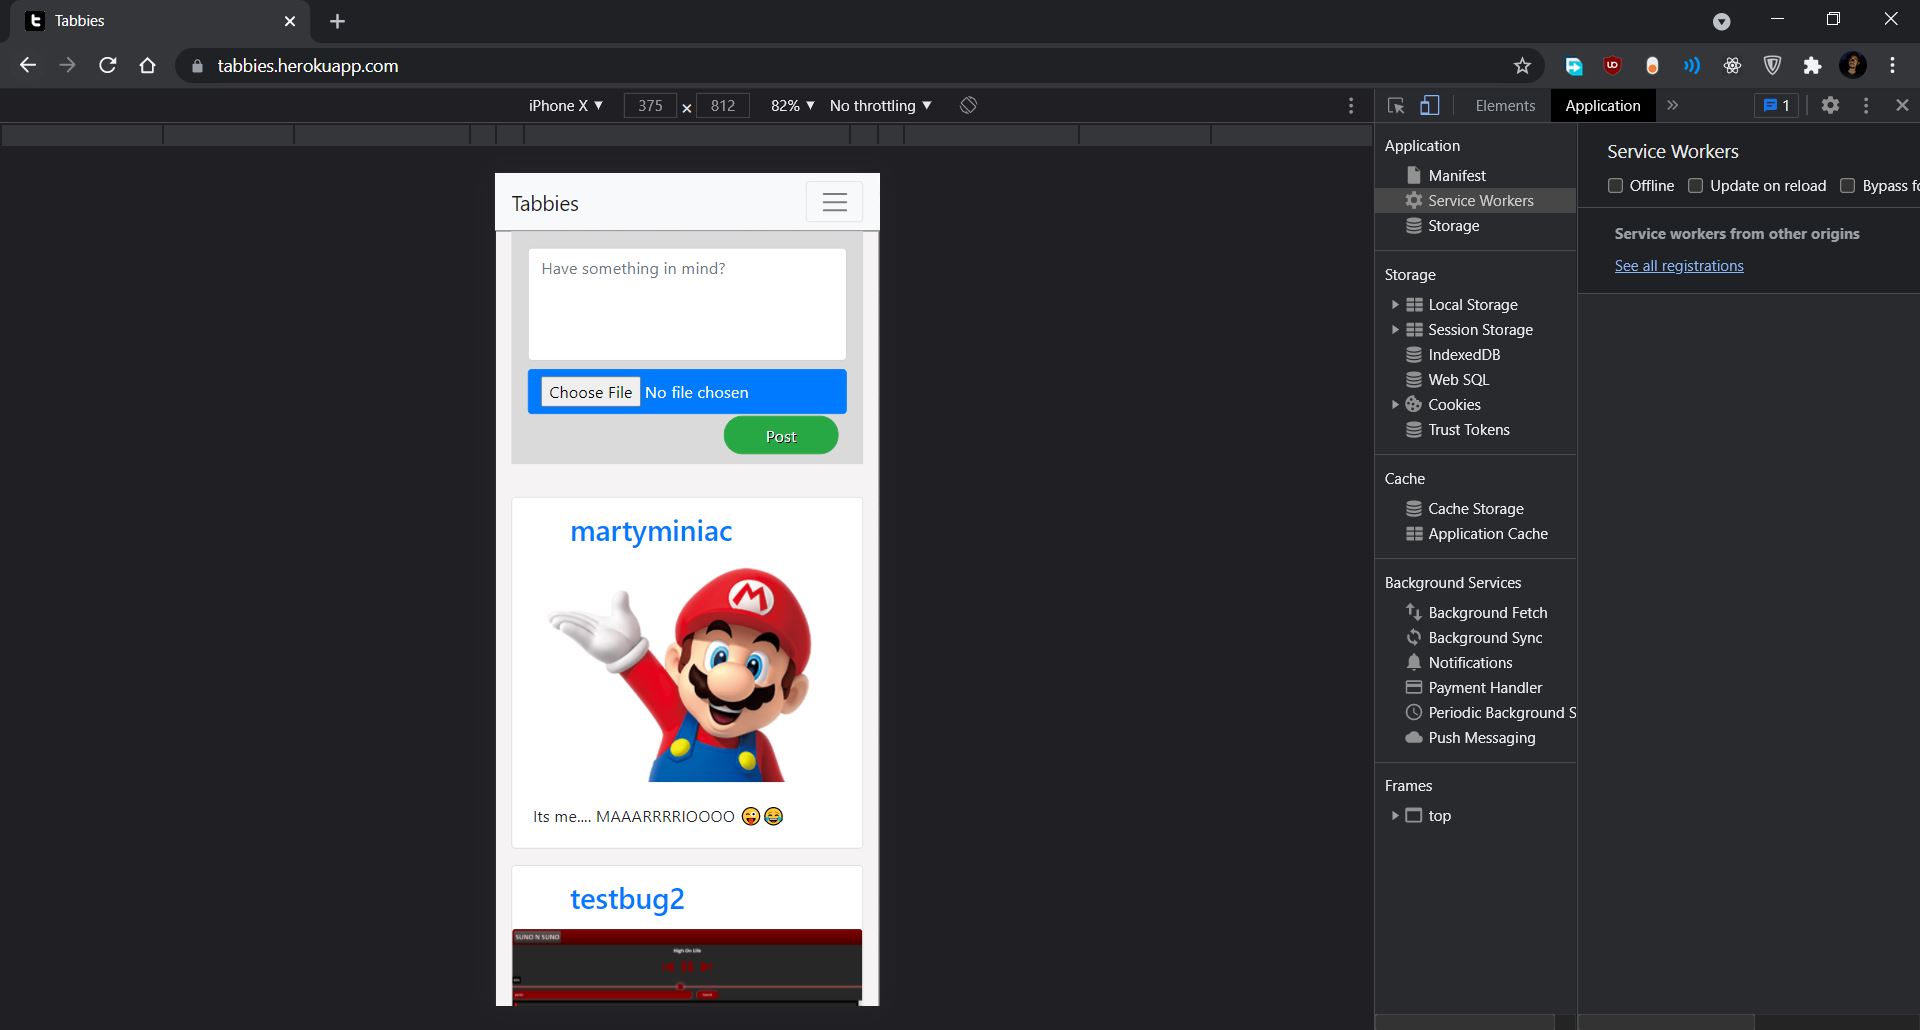 Tabbies
tabbies.herokuapp.com
iPhone X ▼ 375 × 812 82% ▼ No throttling ▼
Elements Application » 1
Tabbies
Have something in mind?
Choose File No file chosen
Post
martyminiac
M
Its me.... MAAARRRRIOOOO 😜😂
testbug2
SUNO N SUNO
High On Life
Application
Manifest
Service Workers
Storage
Storage
Local Storage
Session Storage
IndexedDB
Web SQL
Cookies
Trust Tokens
Cache
Cache Storage
Application Cache
Background Services
Background Fetch
Background Sync
Notifications
Payment Handler
Periodic Background S
Push Messaging
Frames
top
Service Workers
Offline Update on reload Bypass fo
Service workers from other origins
See all registrations